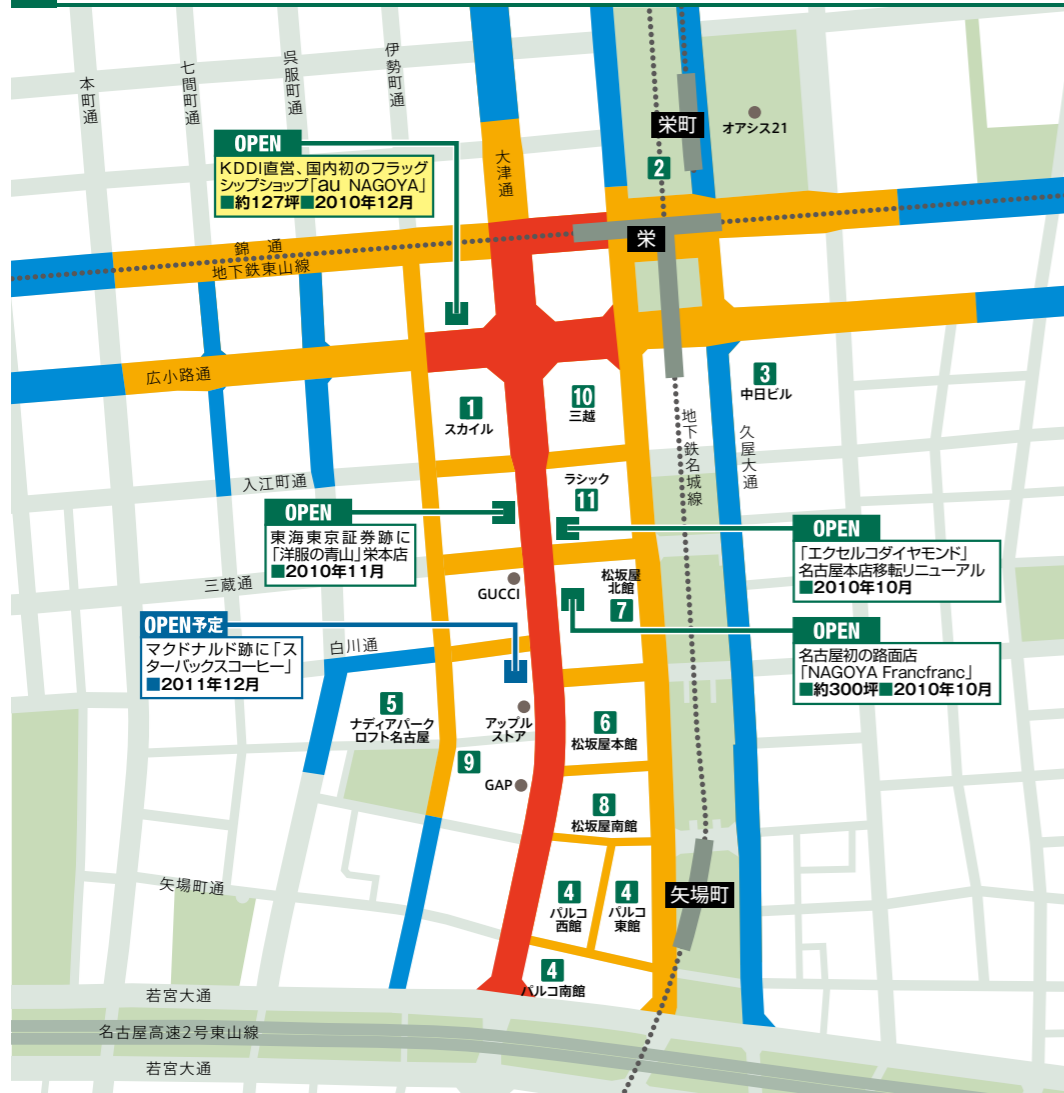 本町通
七間町通
呉服町通
伊勢町通
大津通
栄町
オアシス21
2
OPEN
KDDI直営、国内初のフラッグ
シップショップ「au NAGOYA」
■約127坪■2010年12月
栄
錦 通
地下鉄東山線
広小路通
1
スカイル
10
三越
3
中日ビル
地下鉄名城線
久屋大通
入江町通
ラシック
11
OPEN
東海東京証券跡に
「洋服の青山」栄本店
■2010年11月
OPEN
「エクセルコダイヤモンド」
名古屋本店移転リニューアル
■2010年10月
三蔵通
GUCCI
松坂屋
北館
7
OPEN予定
マクドナルド跡に「ス
ターバックスコーヒー」
■2011年12月
白川通
OPEN
名古屋初の路面店
「NAGOYA Francfranc」
■約300坪■2010年10月
5
ナディアパーク
ロフト名古屋
アップル
ストア
6
松坂屋本館
9
GAP
8
松坂屋南館
矢場町通
4
パルコ
西館
4
パルコ
東館
矢場町
4
パルコ南館
若宮大通
名古屋高速2号東山線
若宮大通